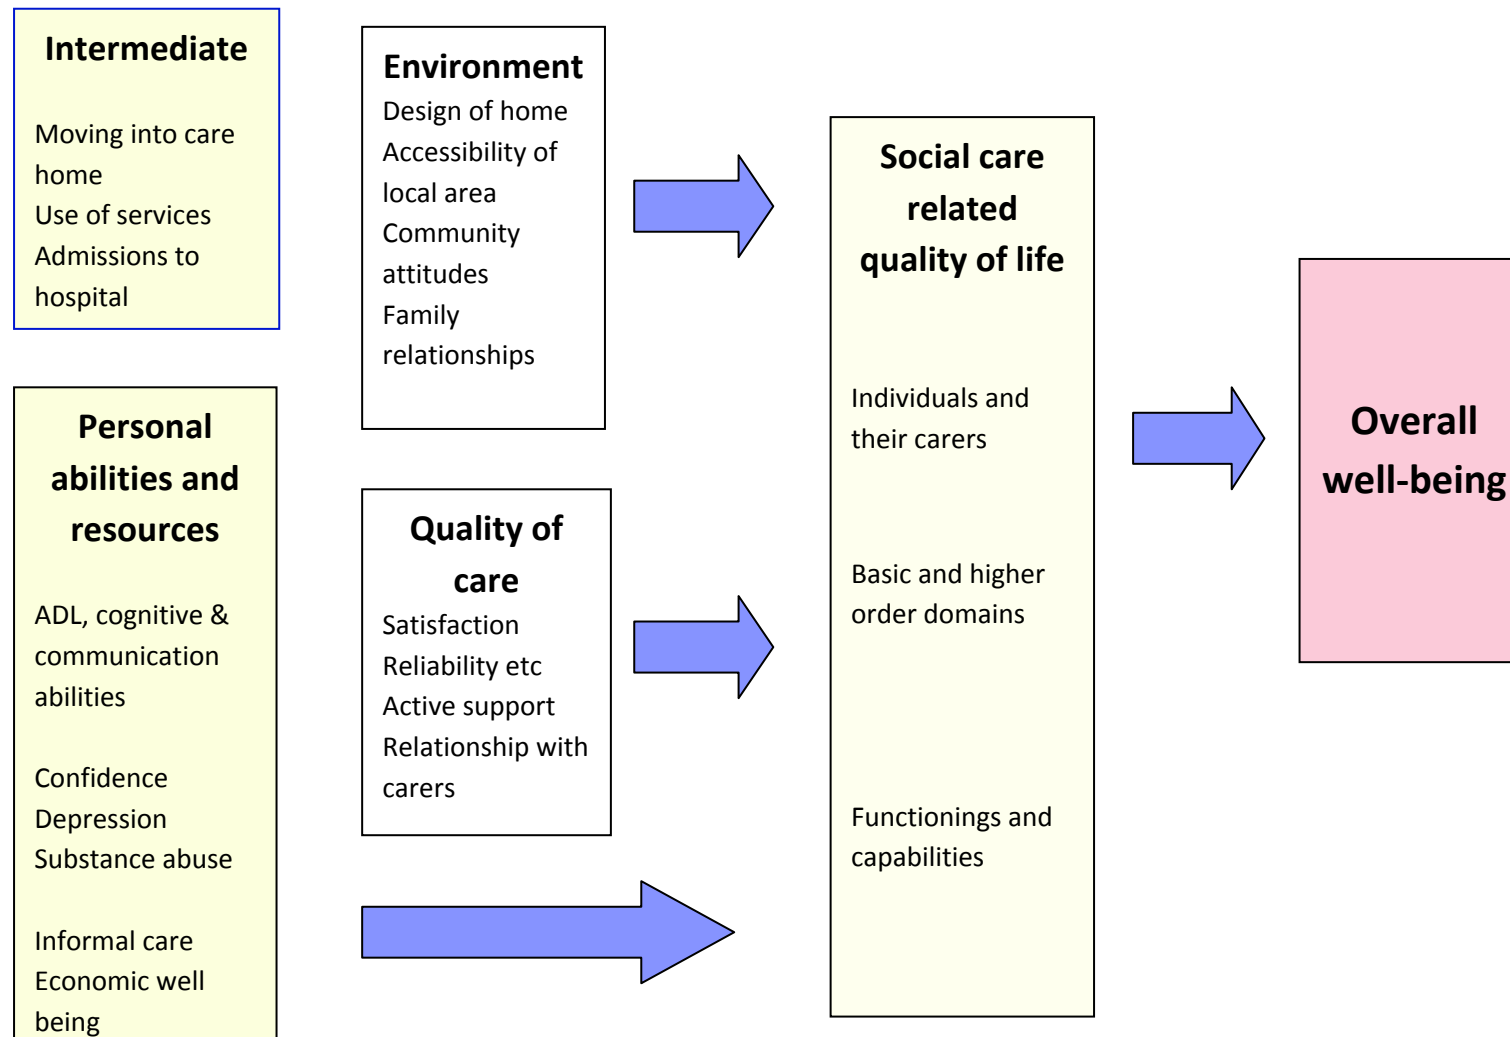 Intermediate
Moving into care
home
Use of services
Admissions to
hospital
Personal
abilities and
resources
ADL, cognitive &
communication
abilities
Confidence
Depression
Substance abuse
Informal care
Economic well
being
Environment
Design of home
Accessibility of
local area
Community
attitudes
Family
relationships
Quality of
care
Satisfaction
Reliability etc
Active support
Relationship with
carers
Social care
related
quality of life
Individuals and
their carers
Basic and higher
order domains
Functionings and
capabilities
Overall
well-being